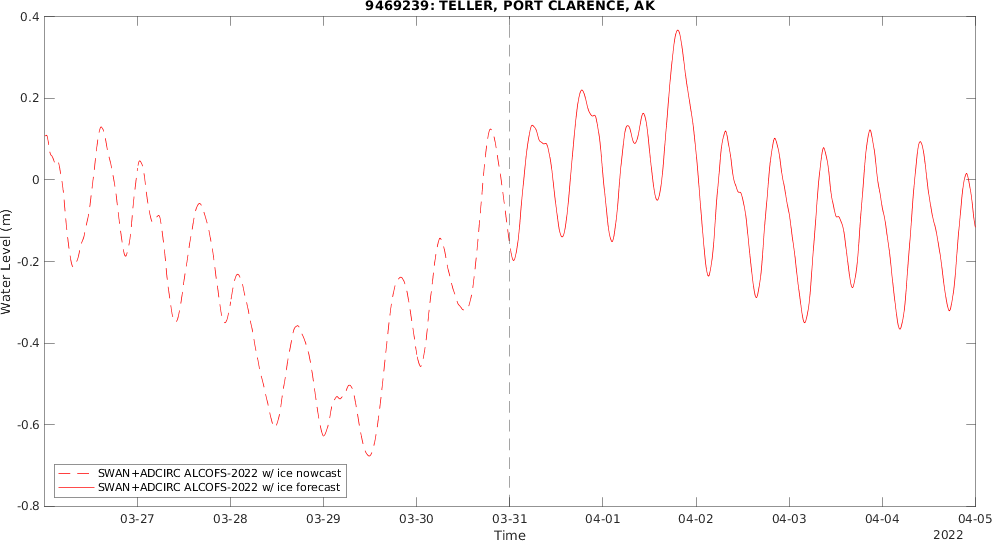 9469239: TELLER, PORT CLARENCE, AK
0.4
0.2
0
-0.2
-0.4
-0.6
-0.8
Water Level (m)
SWAN+ADCIRC ALCOFS-2022 w/ ice nowcast
SWAN+ADCIRC ALCOFS-2022 w/ ice forecast
03-27 03-28 03-29 03-30 03-31 04-01 04-02 04-03 04-04 04-05
Time
2022